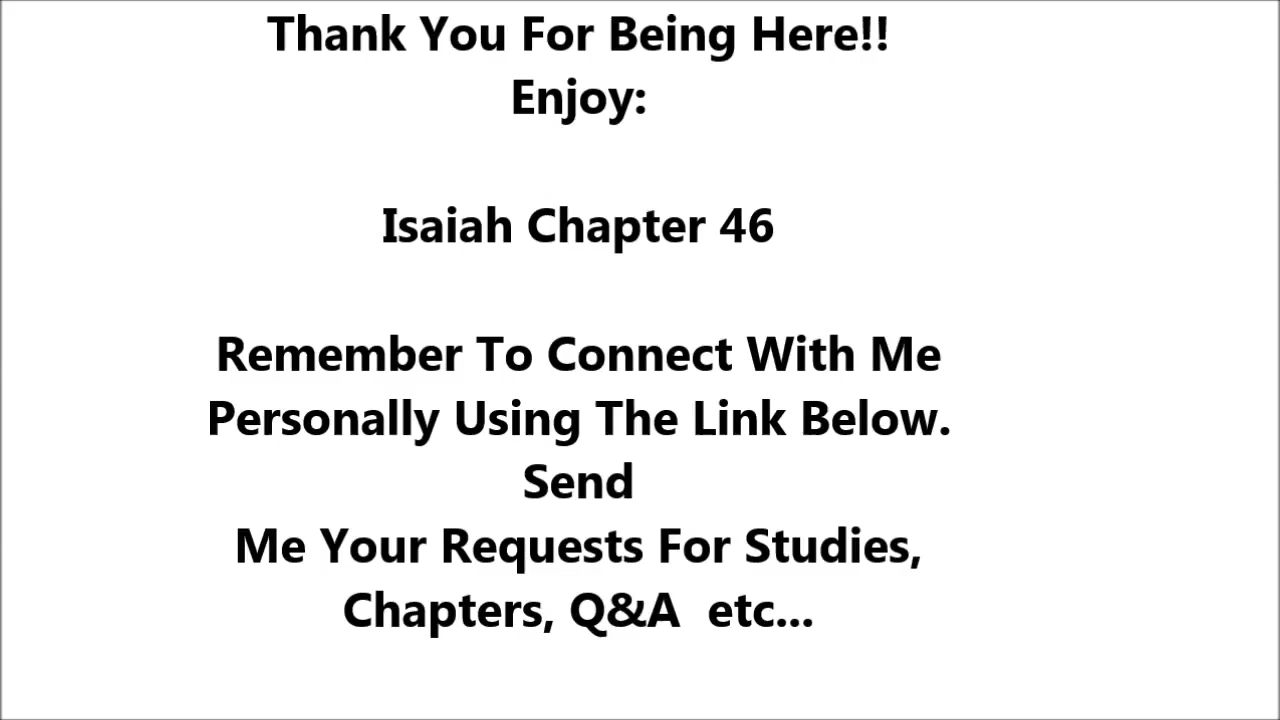 Thank You For Being Here!!
Enjoy:
Isaiah Chapter 46
Remember To Connect With Me
Personally Using The Link Below.
Send
Me Your Requests For Studies,
Chapters, Q&A  etc...